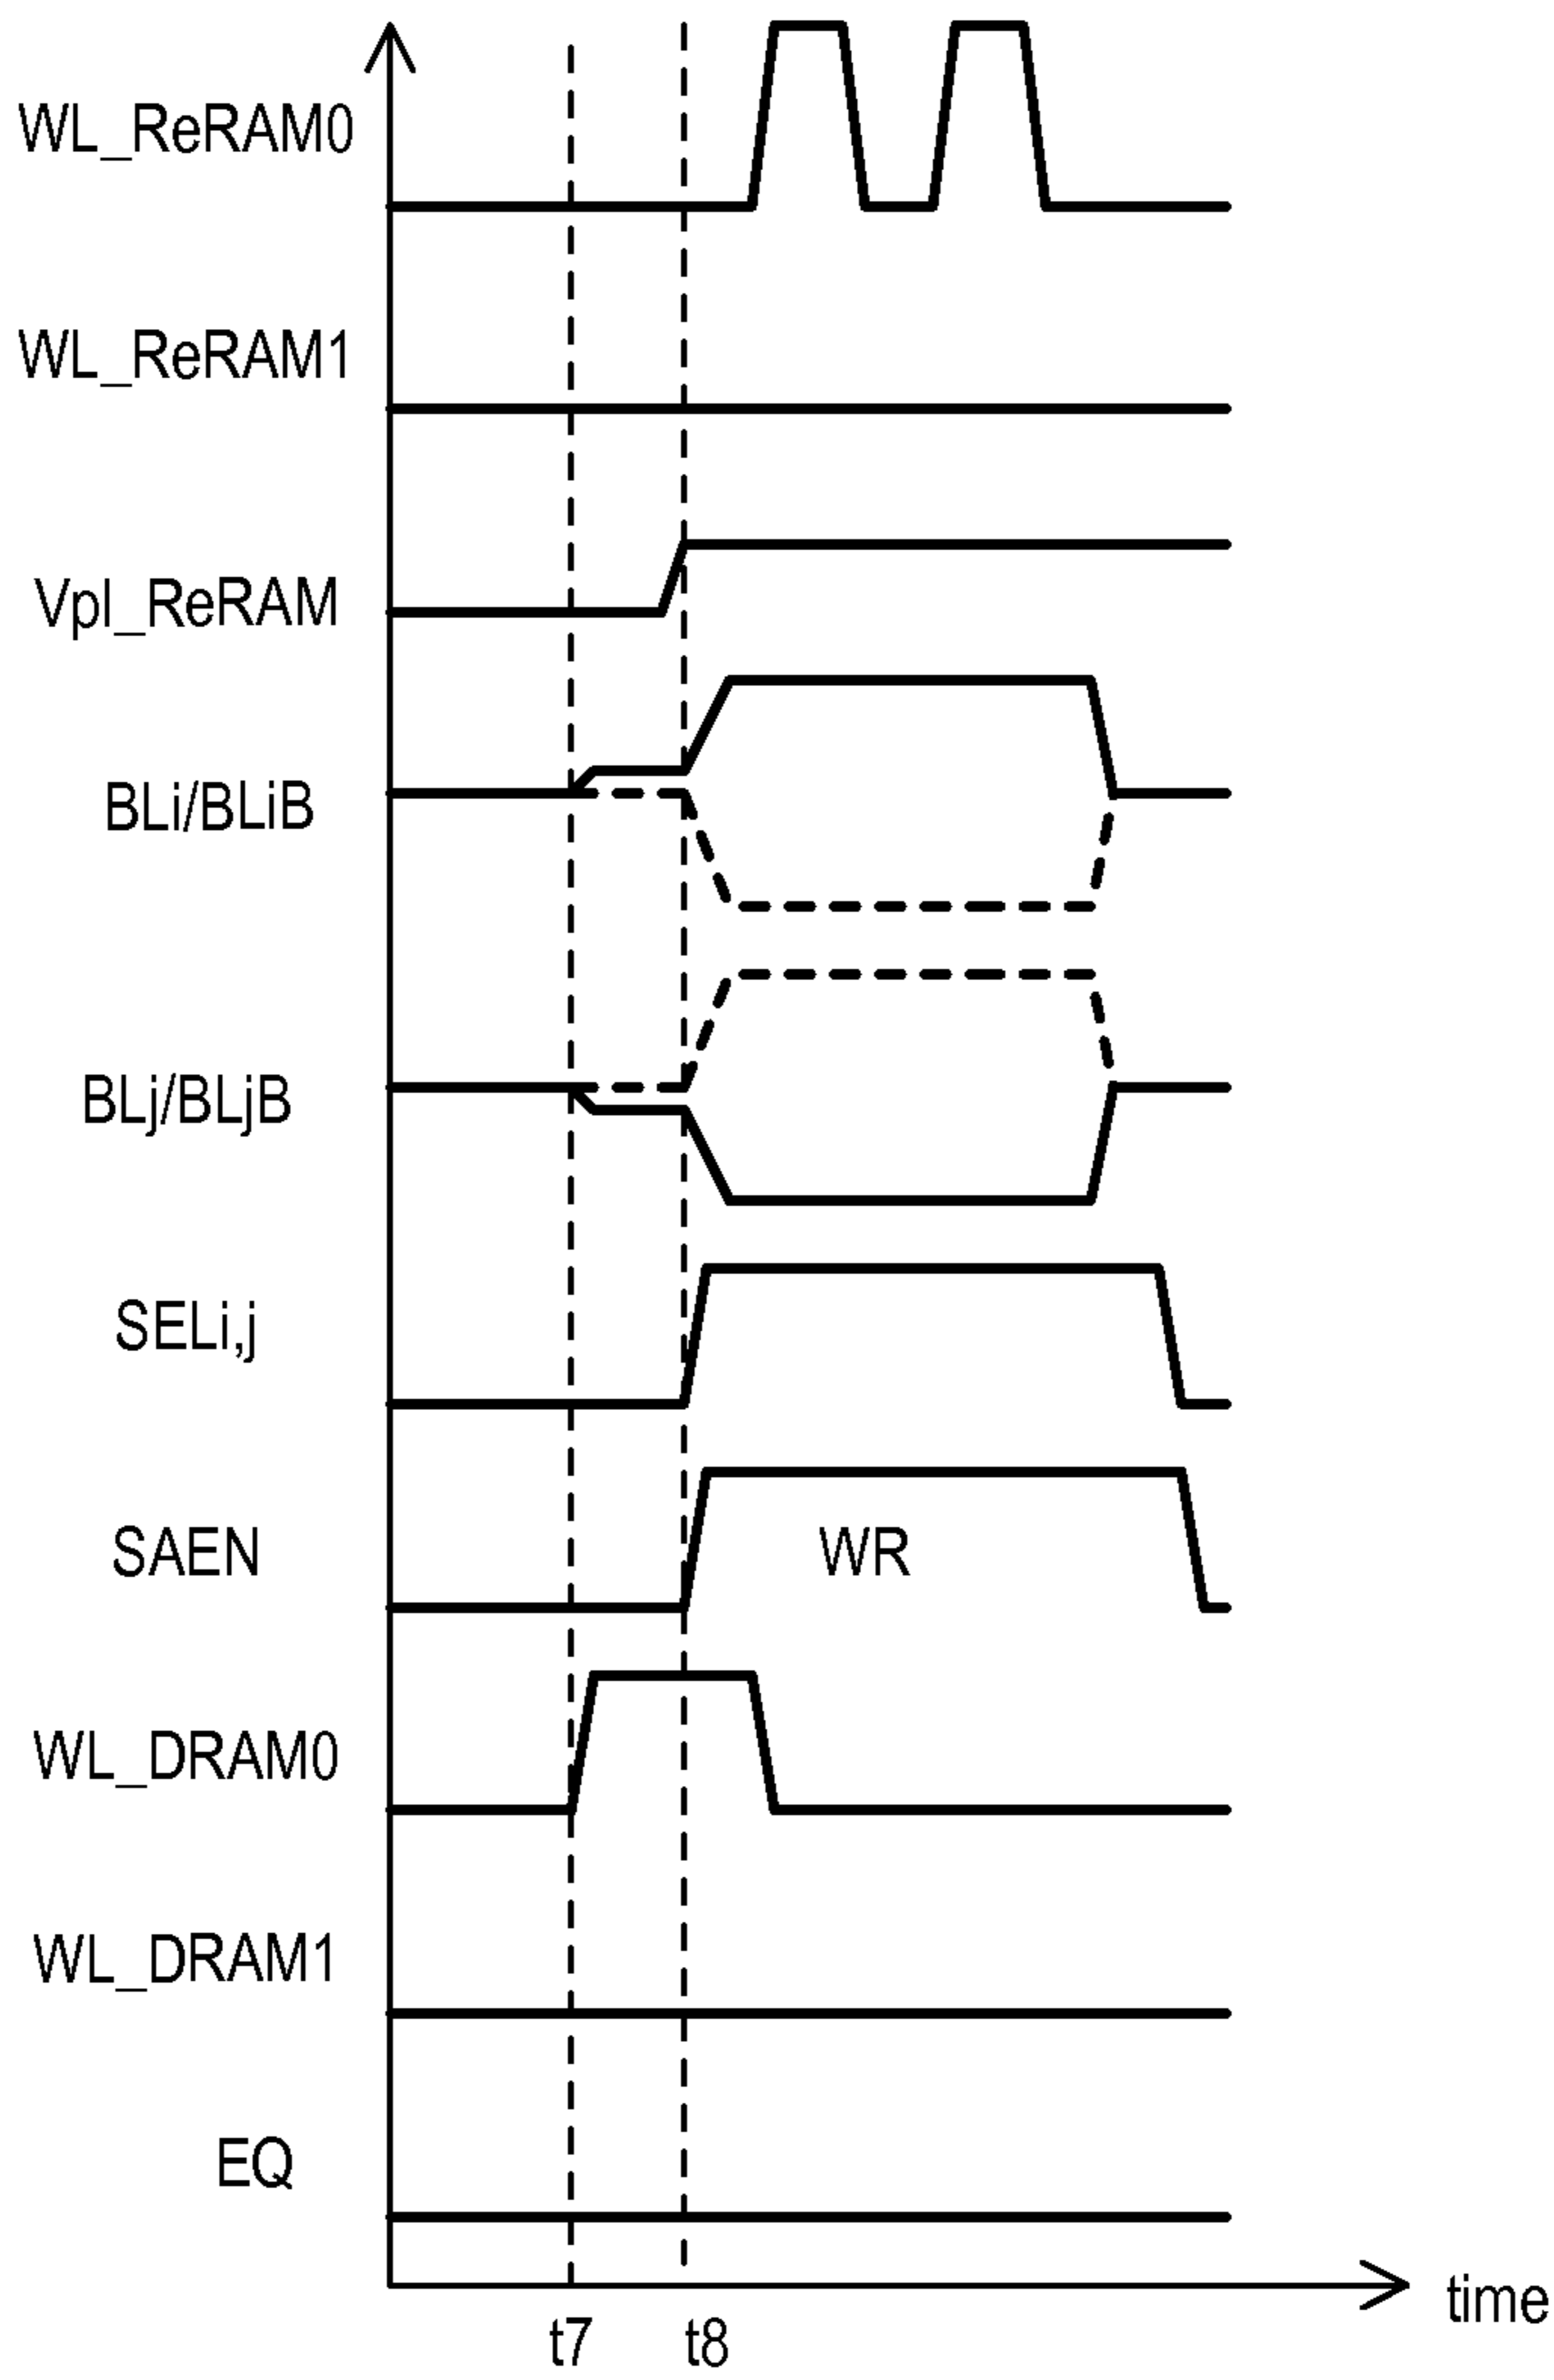 WL_ReRAM0
WL_ReRAM1
Vpl_ReRAM
BLi/BLiB
BLj/BLjB
SELi,j
SAEN
WR
WL_DRAM0
WL_DRAM1
EQ
time
t7
t8